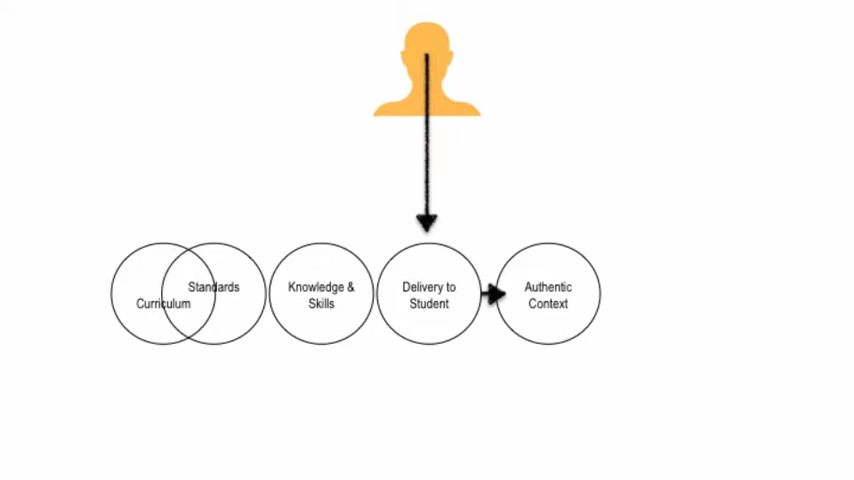 Curriculum
Standards
Knowledge &
Skills
Delivery to
Student
Authentic
Context